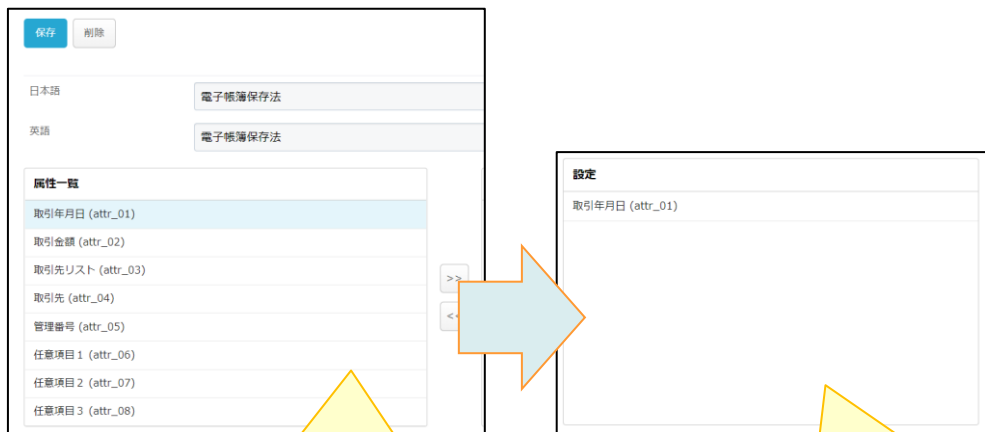 保存 削除
日本語 電子帳簿保存法
英語 電子帳簿保存法
属性一覧
取引年月日 (attr_01)
取引金額 (attr_02)
取引先リスト (attr_03)
取引先 (attr_04)
管理番号 (attr_05)
任意項目1 (attr_06)
任意項目2 (attr_07)
任意項目3 (attr_08)
>>
<<
設定
取引年月日 (attr_01)